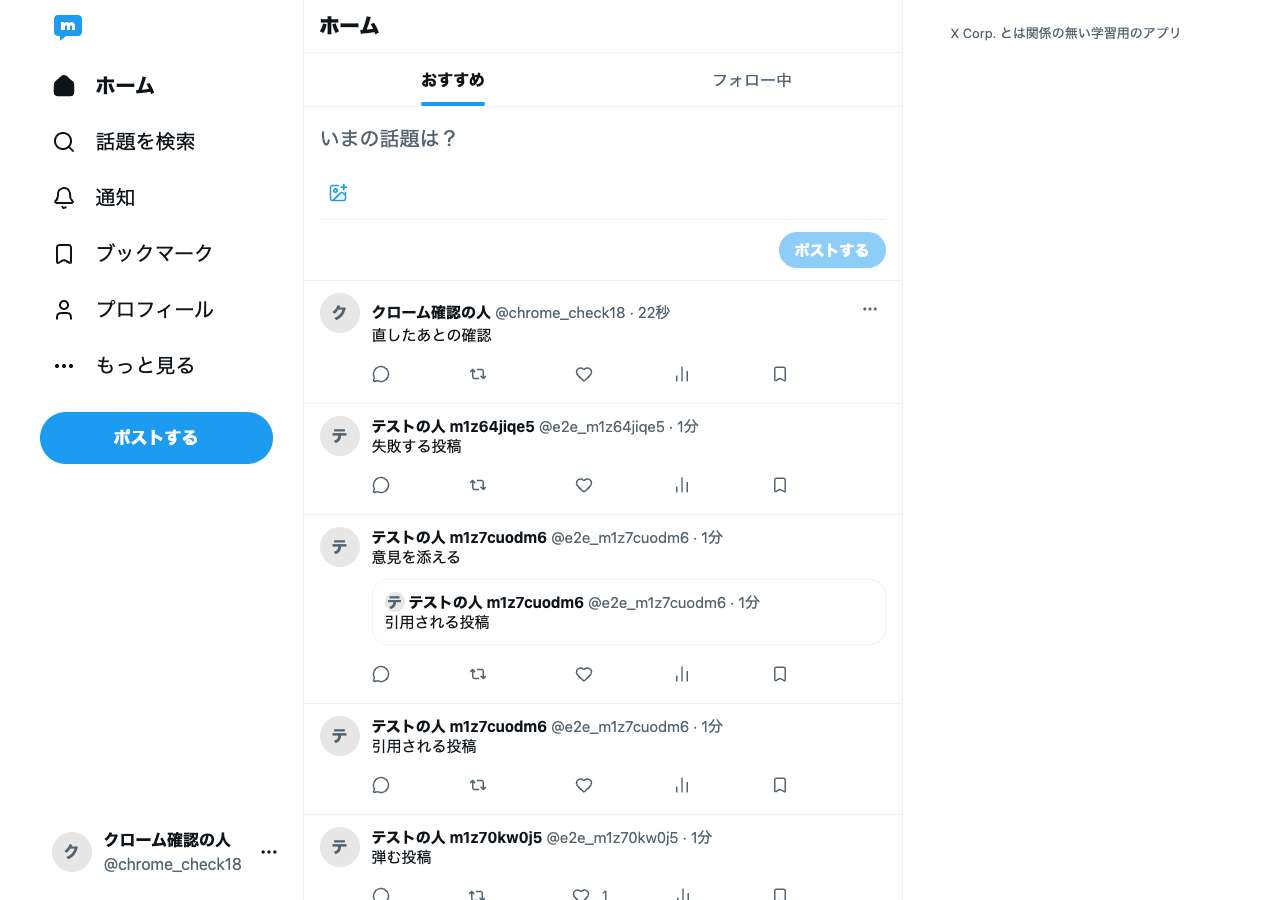 m
ホーム
話題を検索
通知
ブックマーク
プロフィール
もっと見る
ポストする
ク
クローム確認の人
@chrome_check18
ホーム
おすすめ
フォロー中
いまの話題は？
ポストする
ク
クローム確認の人 @chrome_check18 · 22秒
直したあとの確認
テ
テストの人 m1z64jiqe5 @e2e_m1z64jiqe5 · 1分
失敗する投稿
テ
テストの人 m1z7cuodm6 @e2e_m1z7cuodm6 · 1分
意見を添える
テ テストの人 m1z7cuodm6 @e2e_m1z7cuodm6 · 1分
引用される投稿
テ
テストの人 m1z7cuodm6 @e2e_m1z7cuodm6 · 1分
引用される投稿
テ
テストの人 m1z70kw0j5 @e2e_m1z70kw0j5 · 1分
弾む投稿
1
X Corp. とは関係の無い学習用のアプリ